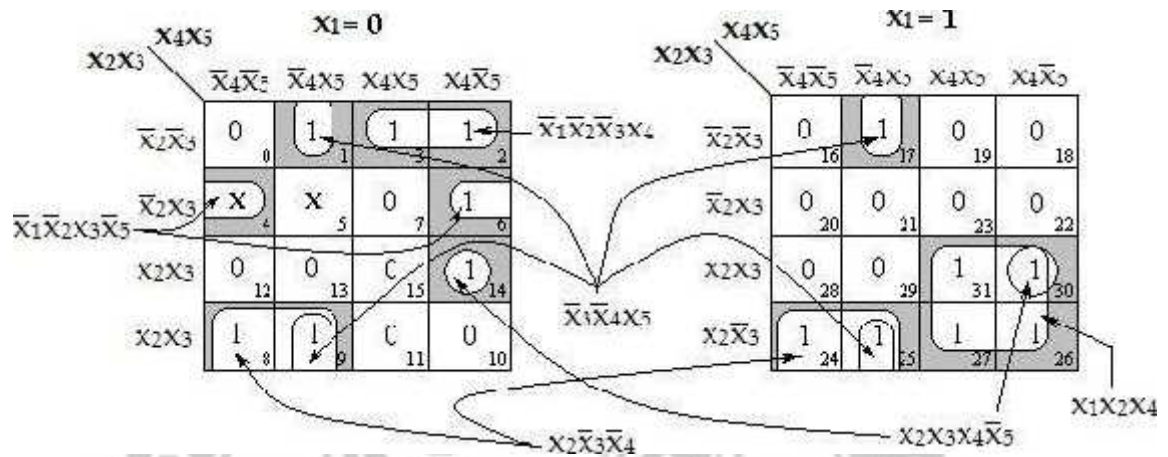 x₁= 0
x₁ = 1
x₄x₅
x₂x₃
x̅₄x̅₅ x̅₄x₅ x₄x₅ x₄x̅₅
x̅₂x̅₃ 0 0 1 1 1 3 1 2 x̅₁x̅₂x̅₃x₄
x̅₂x₃ x 4 x 5 0 7 1 6
x̅₁x̅₂x₃x̅₅
x₂x₃ 0 12 0 13 15 1 14
x₂x₃ 1 8 1 9 11 0 10
x₄x₅
x₂x₃
x̅₄x̅₅ x̅₄x₅ x₄x₅ x₄x̅₅
x̅₂x̅₃ 0 16 1 17 0 19 0 18
x̅₂x₃ 0 20 0 21 0 23 0 22
x₂x₃ 0 28 0 29 1 31 1 30
x₂x̅₃ 1 24 1 25 1 27 1 26
x̅₃x̅₄x₅
x₁x₂x₄
x₂x̅₃x̅₄
x₂x₃x₄x̅₅